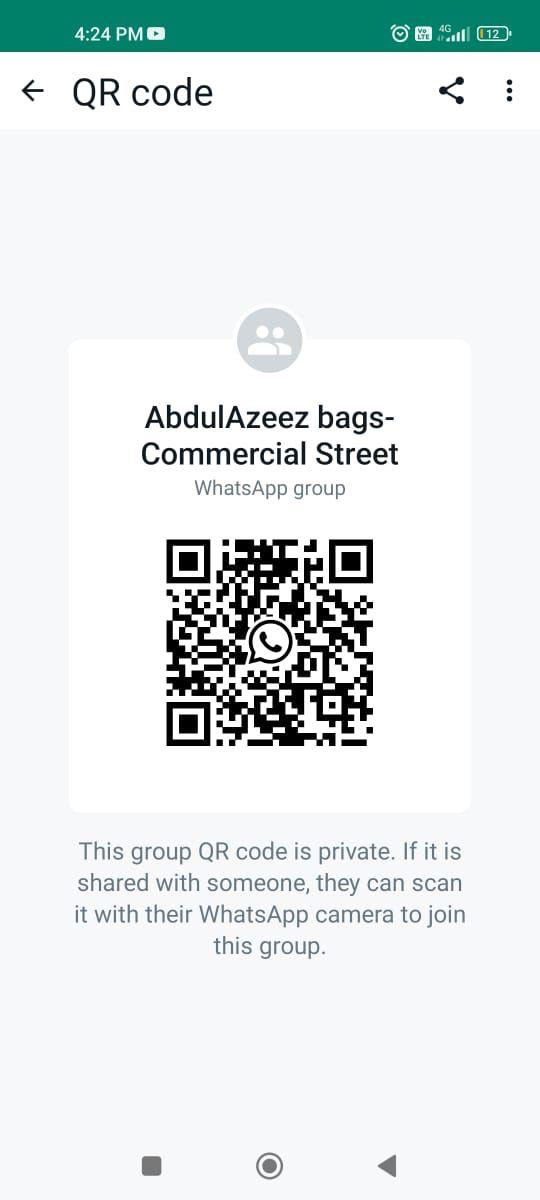 4:24 PM
Vo LTE 4G 12
QR code
AbdulAzeez bags-
Commercial Street
WhatsApp group
This group QR code is private. If it is
shared with someone, they can scan
it with their WhatsApp camera to join
this group.